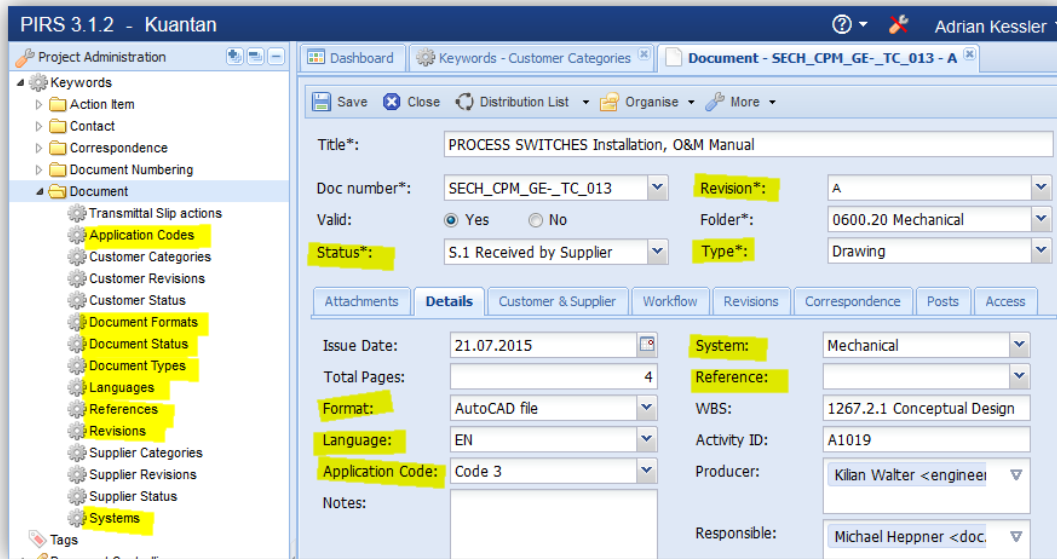 PIRS 3.1.2 - Kuantan
Adrian Kessler
Project Administration
Keywords
Action Item
Contact
Correspondence
Document Numbering
Document
Transmittal Slip actions
Application Codes
Customer Categories
Customer Revisions
Customer Status
Document Formats
Document Status
Document Types
Languages
References
Revisions
Supplier Categories
Supplier Revisions
Supplier Status
Systems
Tags
Dashboard
Keywords - Customer Categories
Document - SECH_CPM_GE-_TC_013 - A
Save Close Distribution List Organise More
Title*: PROCESS SWITCHES Installation, O&M Manual
Doc number*: SECH_CPM_GE-_TC_013 Revision*: A
Valid: Yes No Folder*: 0600.20 Mechanical
Status*: S.1 Received by Supplier Type*: Drawing
Attachments Details Customer & Supplier Workflow Revisions Correspondence Posts Access
Issue Date: 21.07.2015 System: Mechanical
Total Pages: 4 Reference:
Format: AutoCAD file WBS: 1267.2.1 Conceptual Design
Language: EN Activity ID: A1019
Application Code: Code 3 Producer: Kilian Walter <engineer
Notes:
Responsible: Michael Heppner <doc.